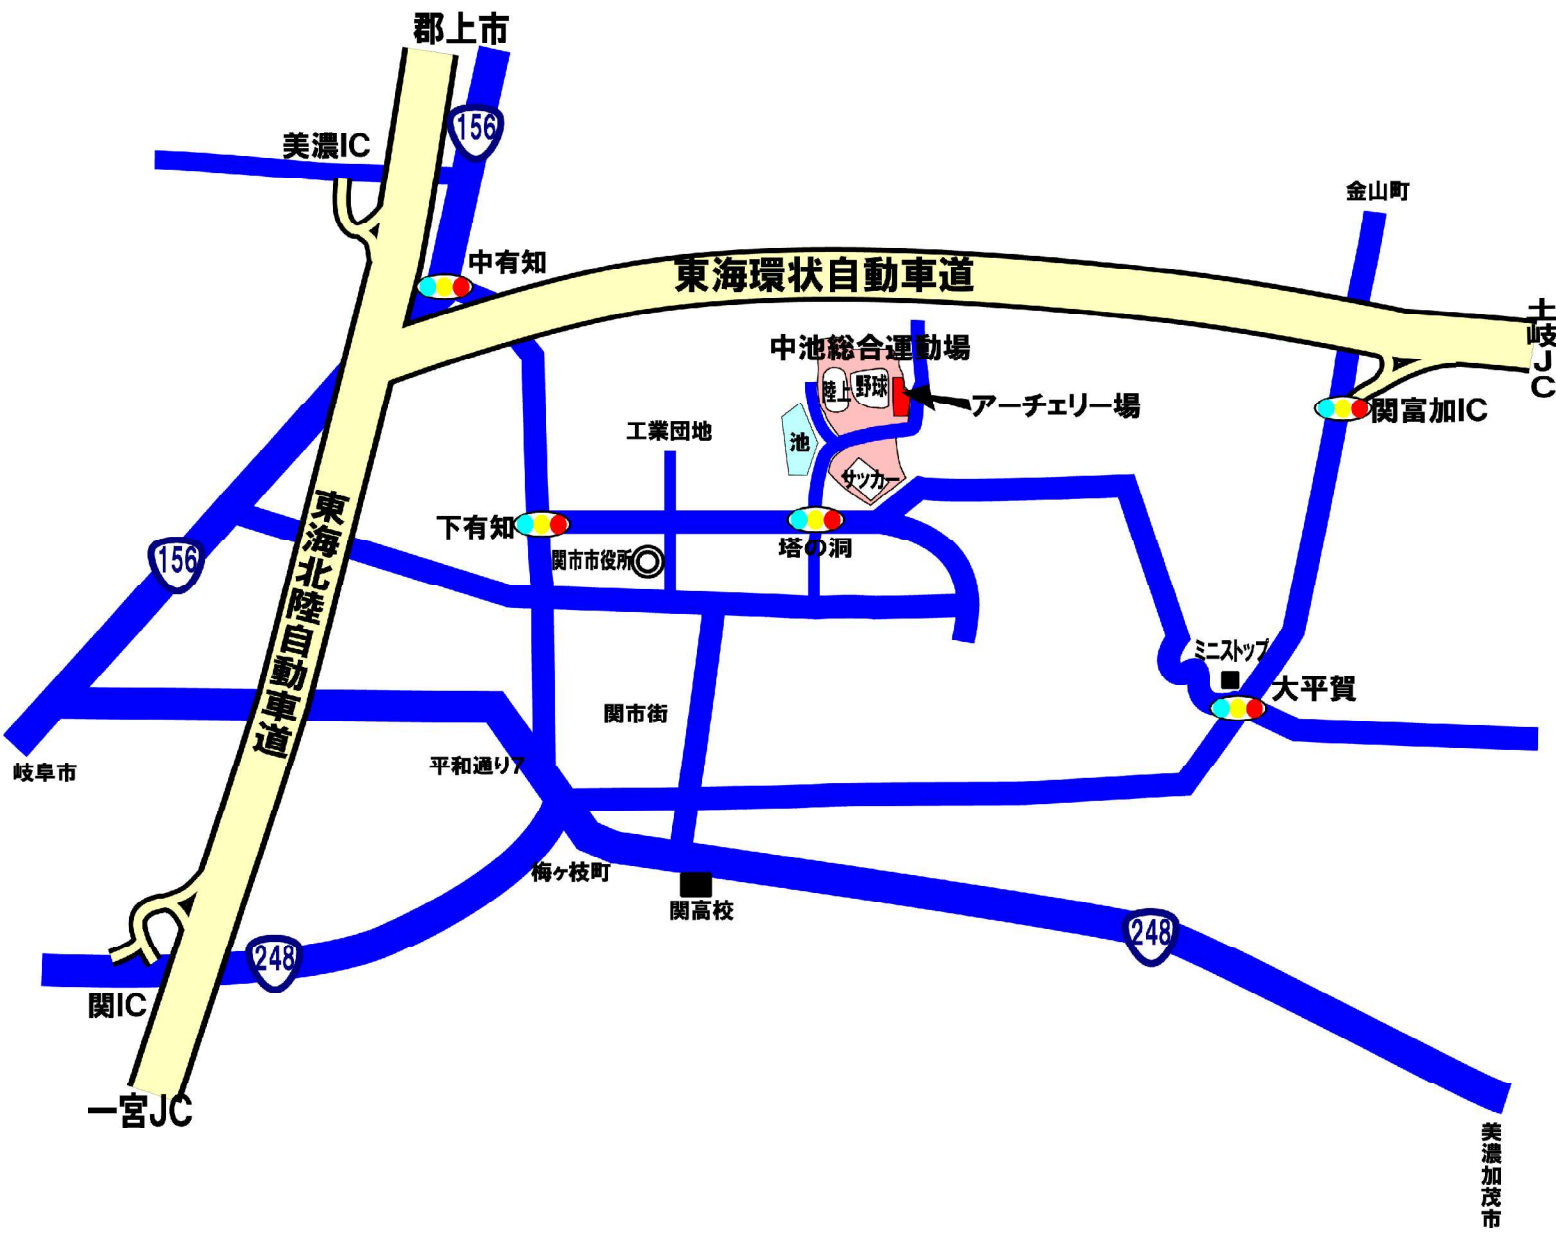 郡上市
156
美濃IC
金山町
中有知
東海環状自動車道
土岐JC
中池総合運動場
陸上
野球
アーチェリー場
関富加IC
工業団地
池
サッカー
東海北陸自動車道
下有知
塔の洞
156
関市市役所
ミニストップ
大平賀
関市街
岐阜市
平和通り7
梅ヶ枝町
関高校
248
248
関IC
一宮JC
美濃加茂市